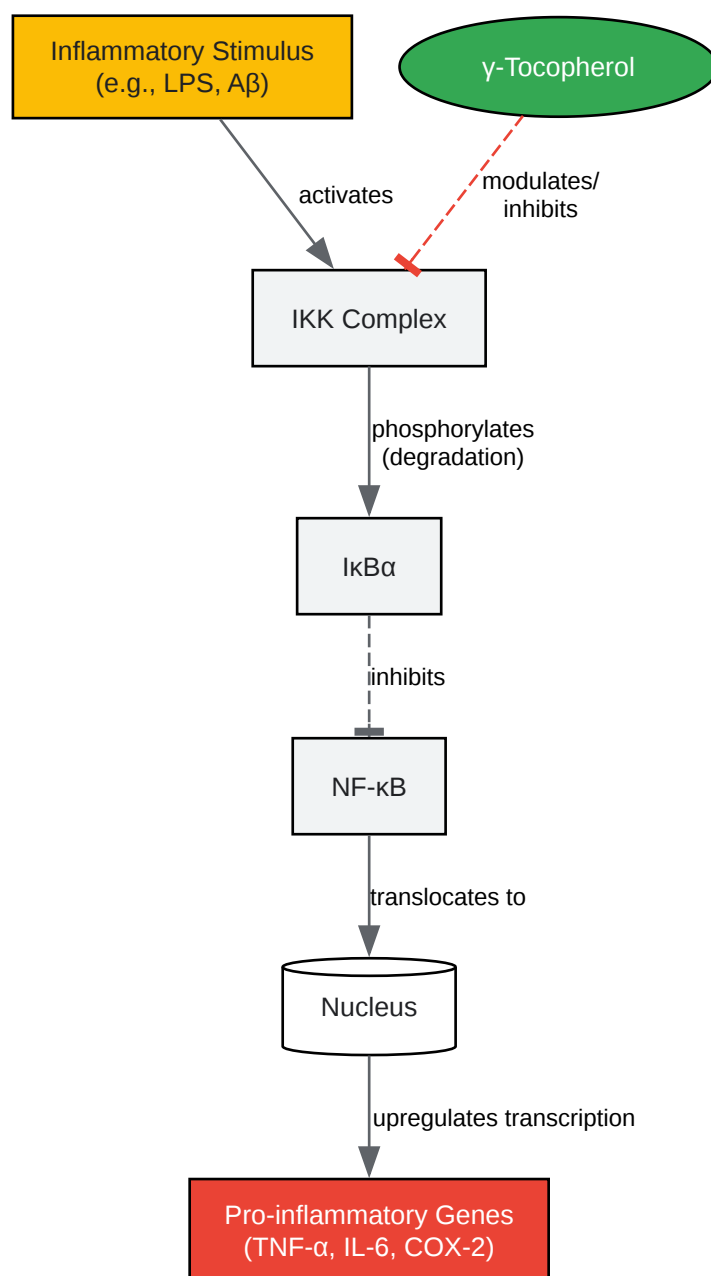 Inflammatory Stimulus
(e.g., LPS, Aβ)
γ-Tocopherol
activates
modulates/
inhibits
IKK Complex
phosphorylates
(degradation)
IκBα
inhibits
NF-κB
translocates to
Nucleus
upregulates transcription
Pro-inflammatory Genes
(TNF-α, IL-6, COX-2)